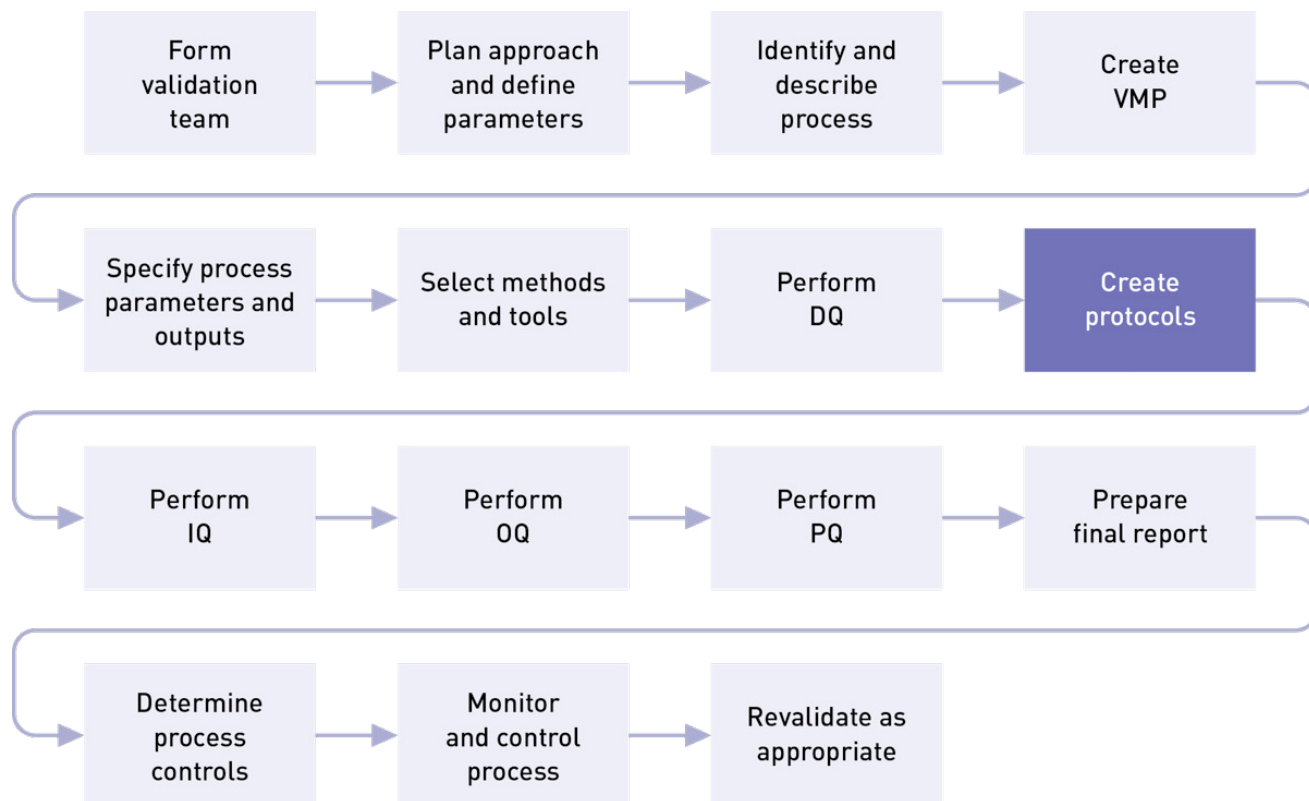 Form
validation
team
Plan approach
and define
parameters
Identify and
describe
process
Create
VMP
Specify process
parameters and
outputs
Select methods
and tools
Perform
DQ
Create
protocols
Perform
IQ
Perform
OQ
Perform
PQ
Prepare
final report
Determine
process
controls
Monitor
and control
process
Revalidate as
appropriate